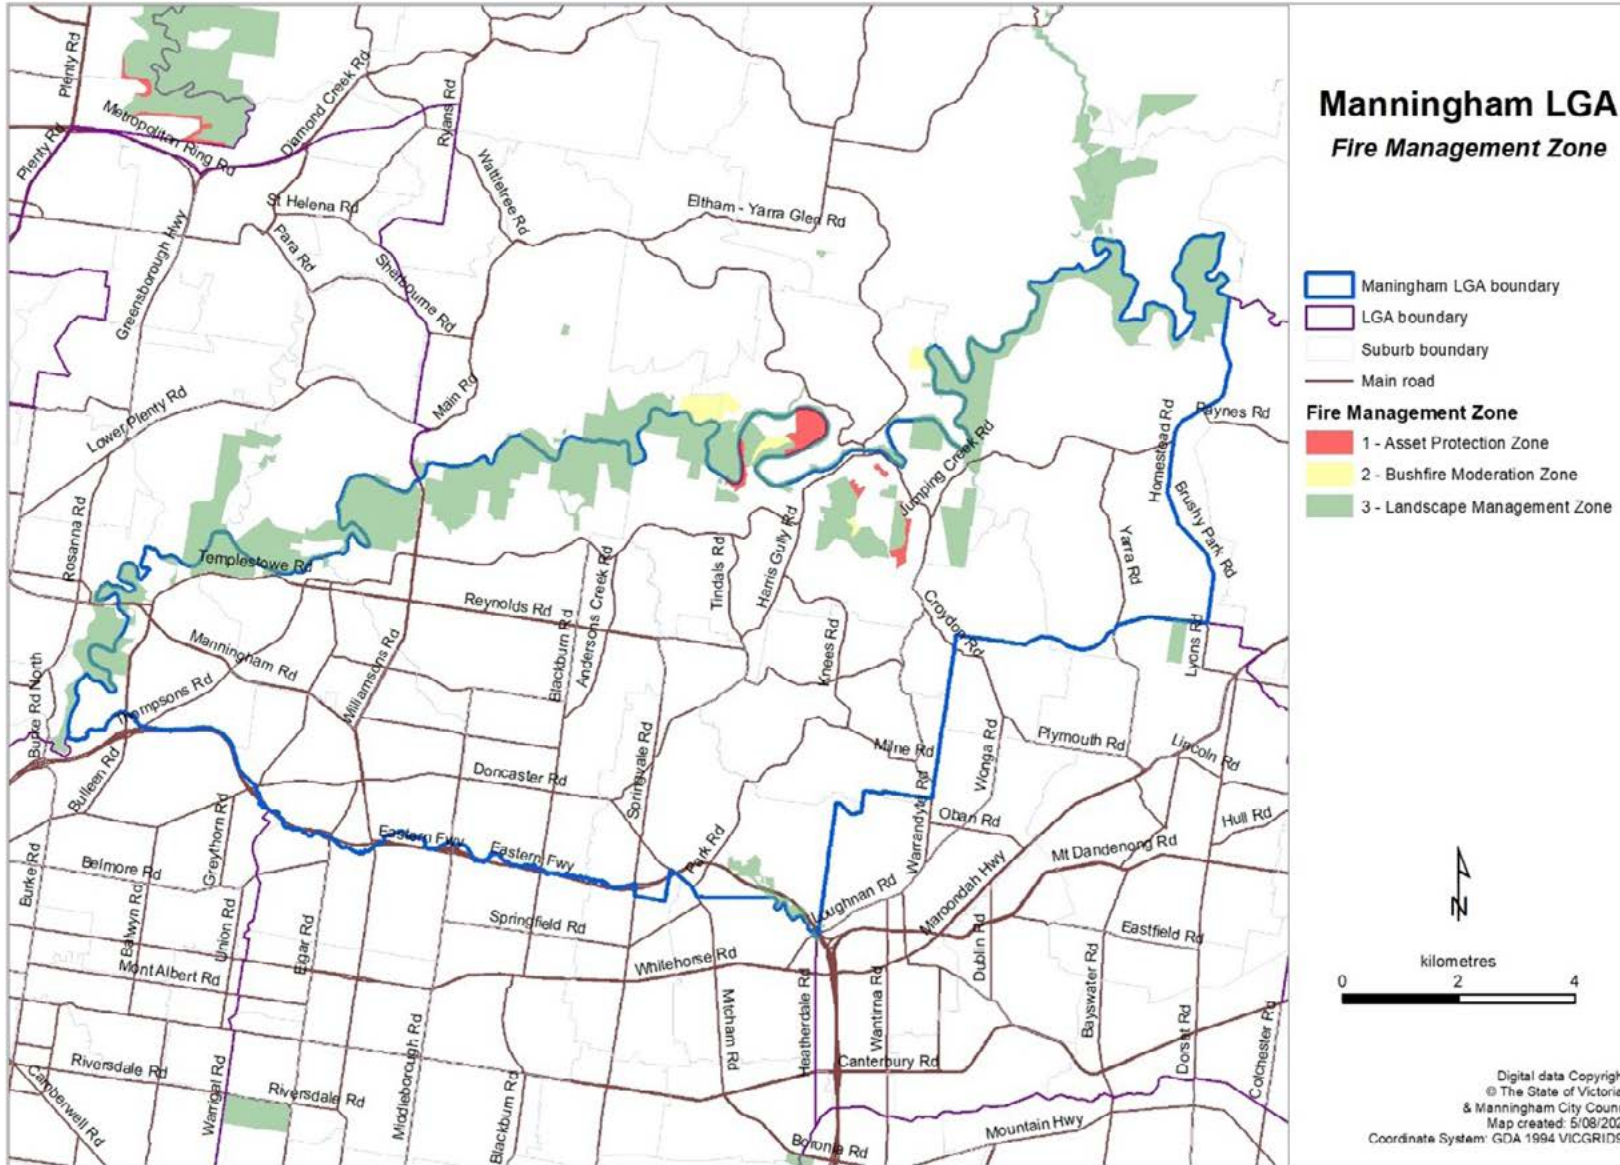 Manningham LGA
Fire Management Zone
Maningham LGA boundary
LGA boundary
Suburb boundary
Main road
Fire Management Zone
1 - Asset Protection Zone
2 - Bushfire Moderation Zone
3 - Landscape Management Zone
N
kilometres
0 2 4
Digital data Copyrigh
© The State of Victoria
& Manningham City Coun
Map created: 5/08/202
Coordinate System: GDA 1994 VICGRID9
Plenty Rd
Plenty Rd
Metropolitan Ring Rd
Diamond Creek Rd
Ryans Rd
Wattletree Rd
St Helena Rd
Para Rd
Sherbourne Rd
Greensborough Hwy
Eltham - Yarra Glen Rd
Lower Plenty Rd
Main Rd
Rosanna Rd
Templestowe Rd
Reynolds Rd
Blackburn Rd
Andersons Creek Rd
Tindals Rd
Harris Gully Rd
Jumping Creek Rd
Homestead Rd
Paynes Rd
Brushy Park Rd
Yarra Rd
Lyons Rd
Croydon Rd
Knees Rd
Manningham Rd
Williamsons Rd
Thompsons Rd
Burke Rd North
Bulleen Rd
Doncaster Rd
Springvale Rd
Milne Rd
Wonga Rd
Plymouth Rd
Lincoln Rd
Warrandyte Rd
Oban Rd
Hull Rd
Mt Dandenong Rd
Maroondah Hwy
Loughnan Rd
Park Rd
Eastern Fwy
Eastern Fwy
Greythorn Rd
Belmore Rd
Burke Rd
Balwyn Rd
Union Rd
Elgar Rd
Springfield Rd
Whitehorse Rd
Mont Albert Rd
Mitcham Rd
Heatherdale Rd
Wantirna Rd
Dublin Rd
Eastfield Rd
Bayswater Rd
Dorset Rd
Colchester Rd
Canterbury Rd
Riversdale Rd
Riversdale Rd
Camberwell Rd
Warrigal Rd
Middleborough Rd
Blackburn Rd
Boronia Rd
Mountain Hwy